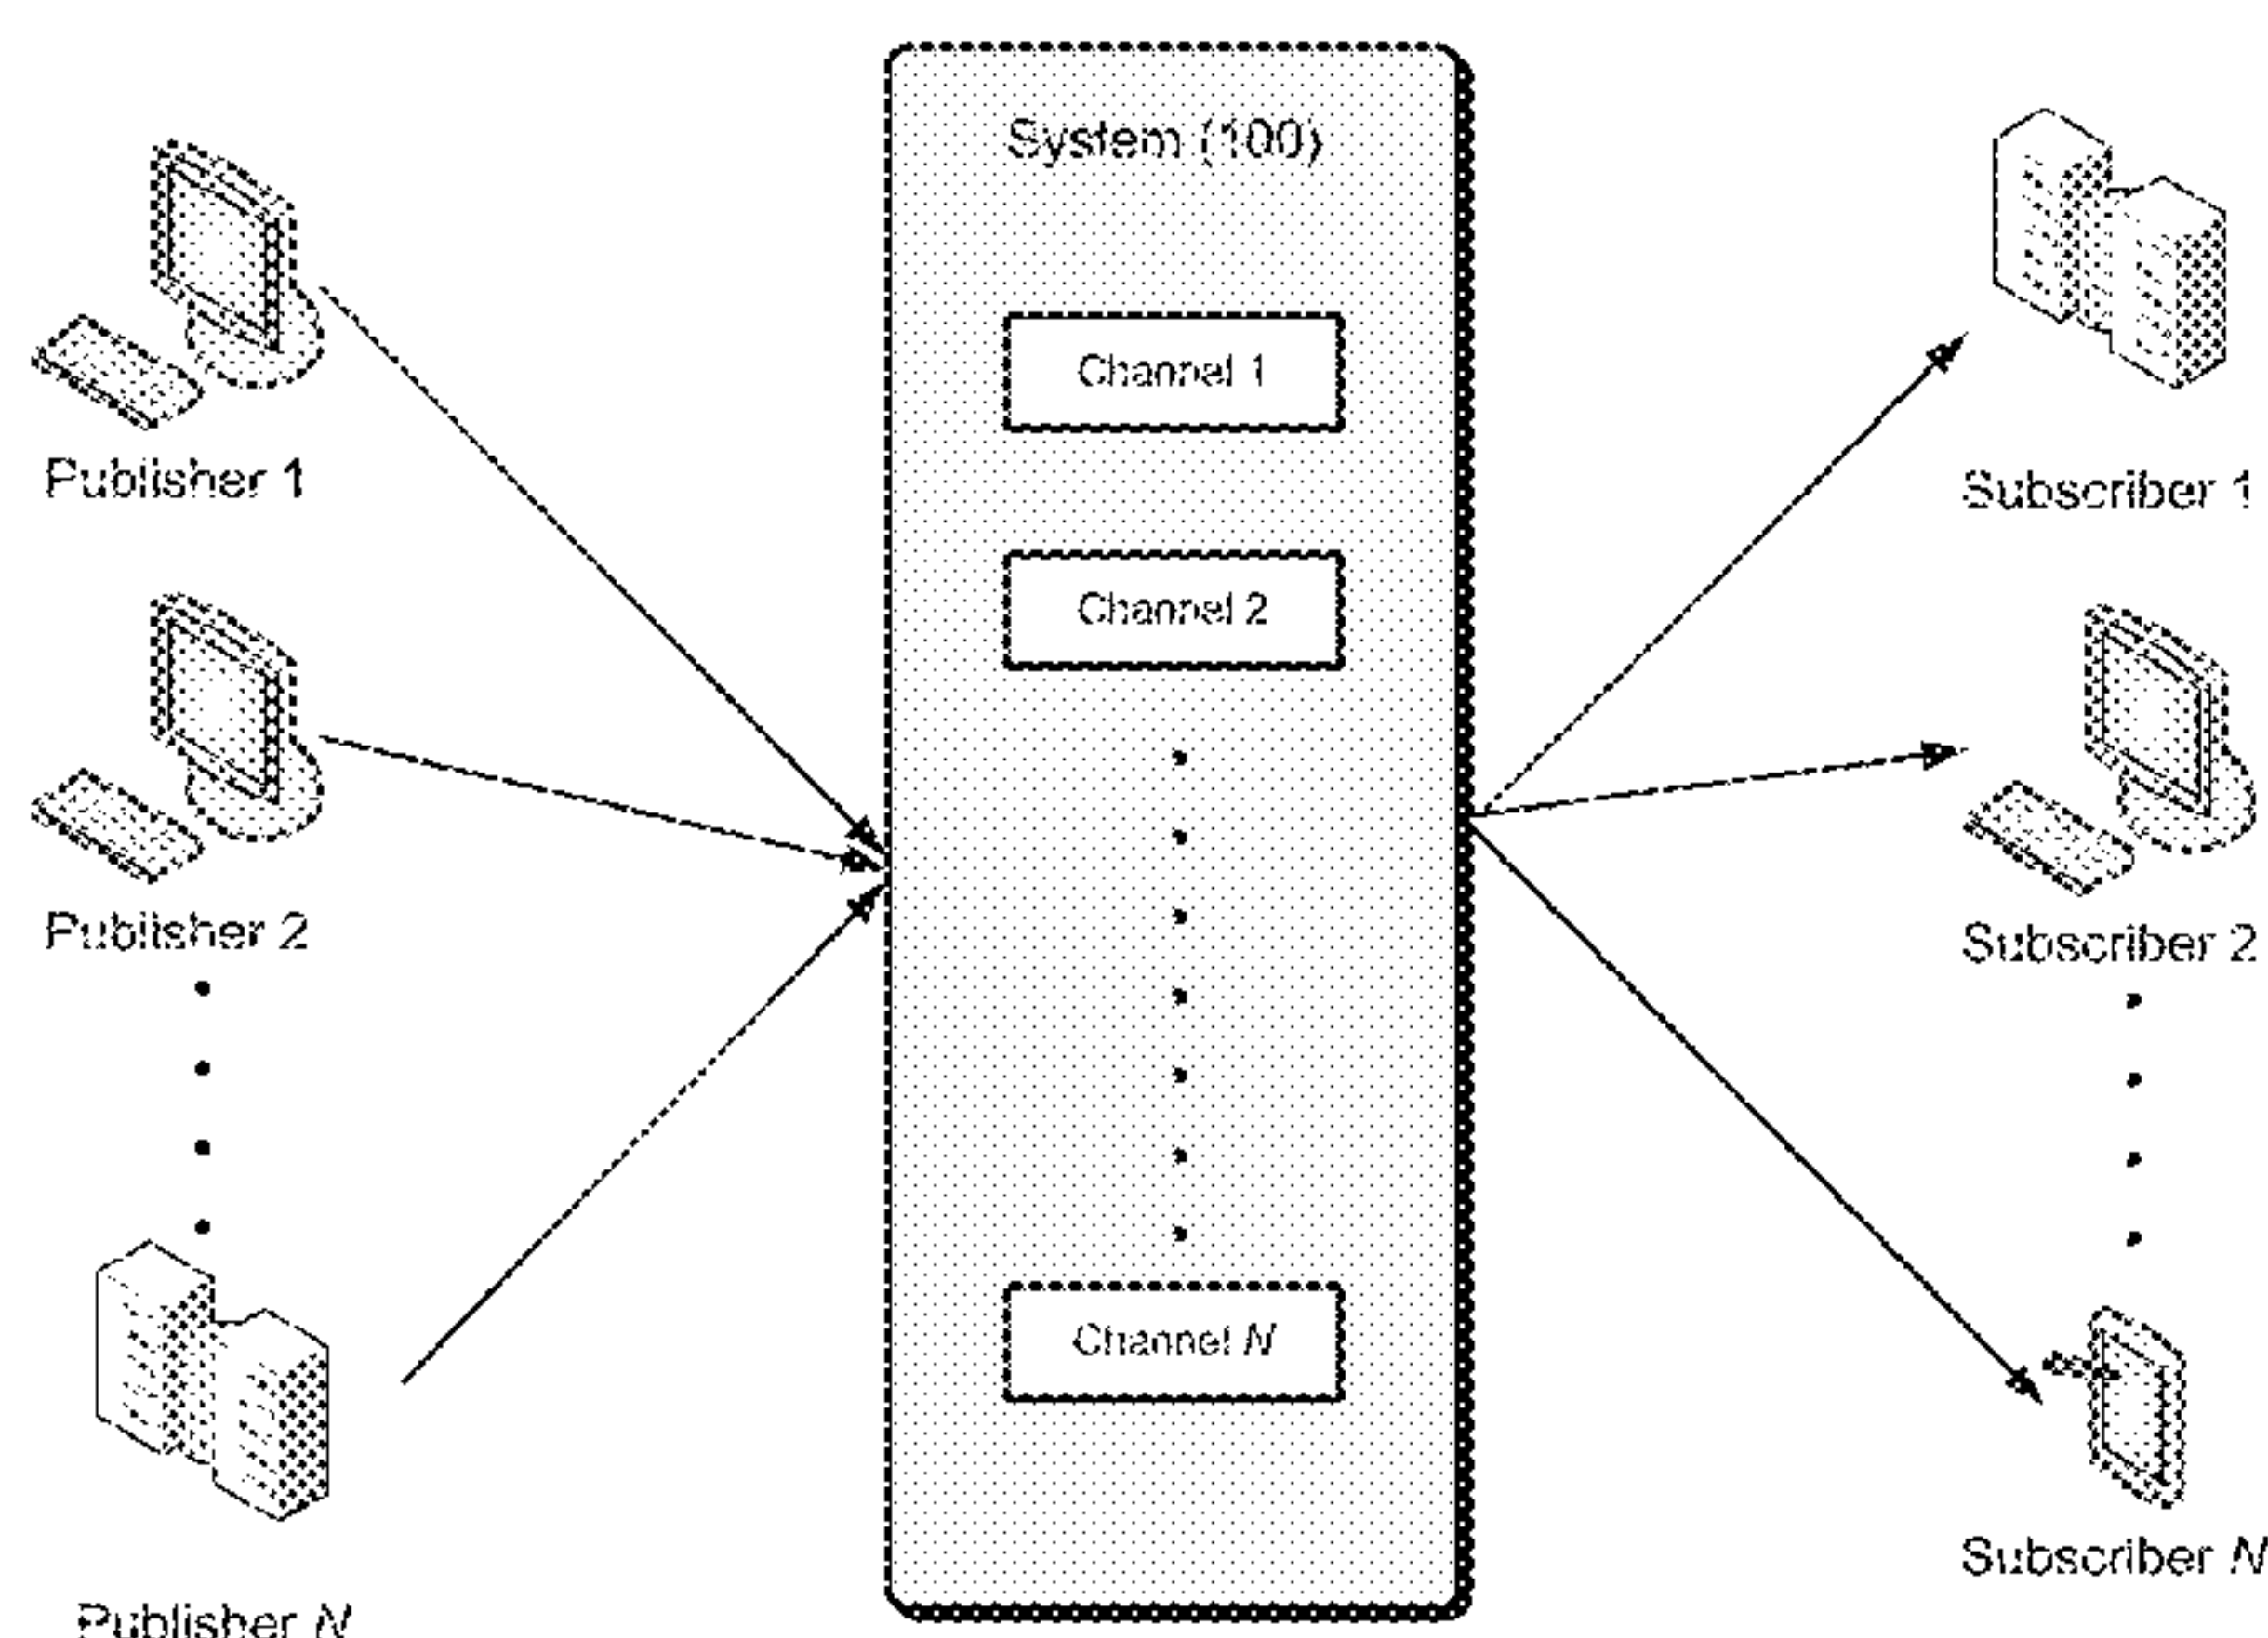 System (100)
Channel 1
Publisher 1
Subscriber 1
Channel 2
Publisher 2
Subscriber 2
Channel N
Subscriber N
Publisher N